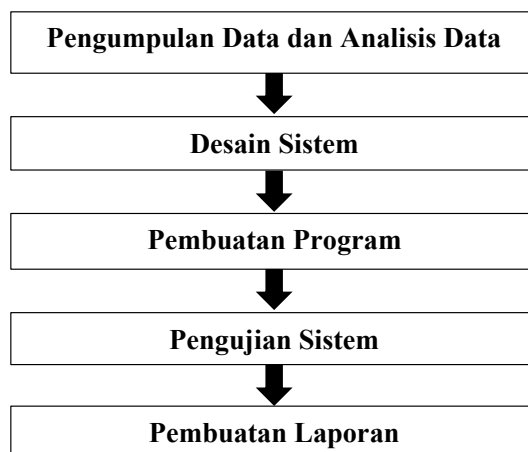 Pengumpulan Data dan Analisis Data
Desain Sistem
Pembuatan Program
Pengujian Sistem
Pembuatan Laporan